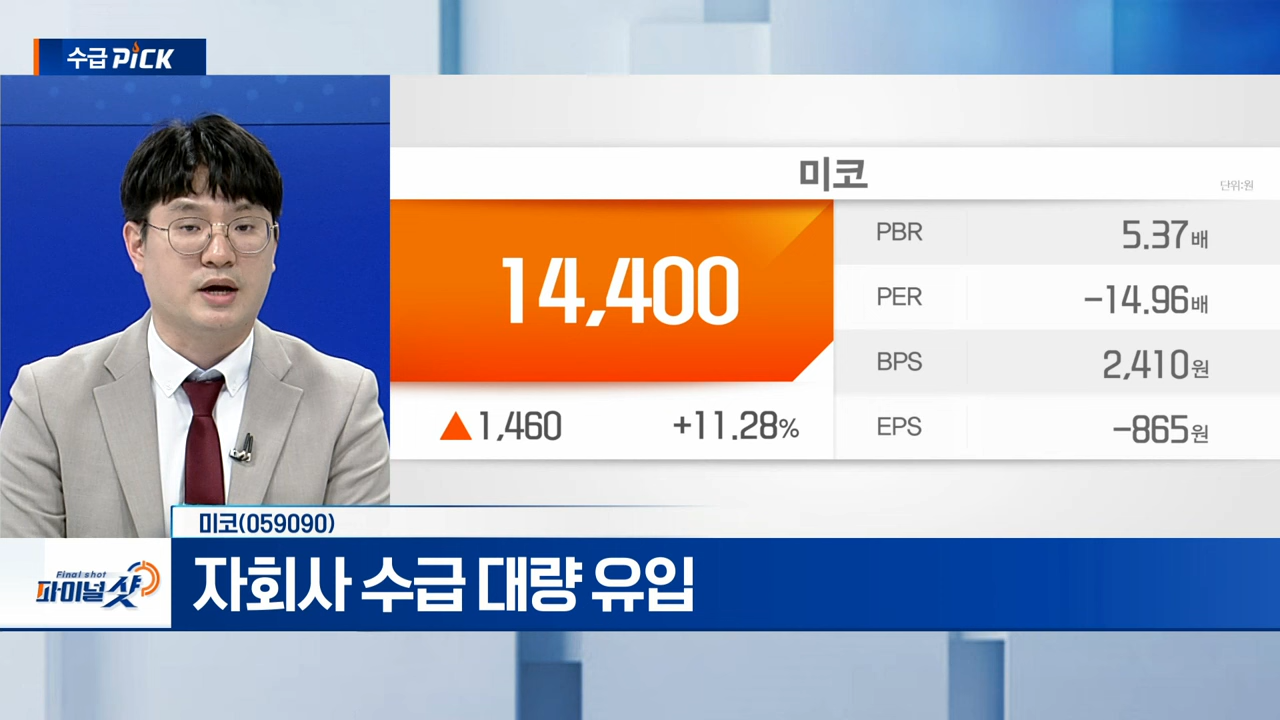 수급 PiCK
미코
단위:원
14,400
▲1,460 +11.28%
PBR 5.37배
PER -14.96배
BPS 2,410원
EPS -865원
미코(059090)
Final shot
파이널샷
자회사 수급 대량 유입